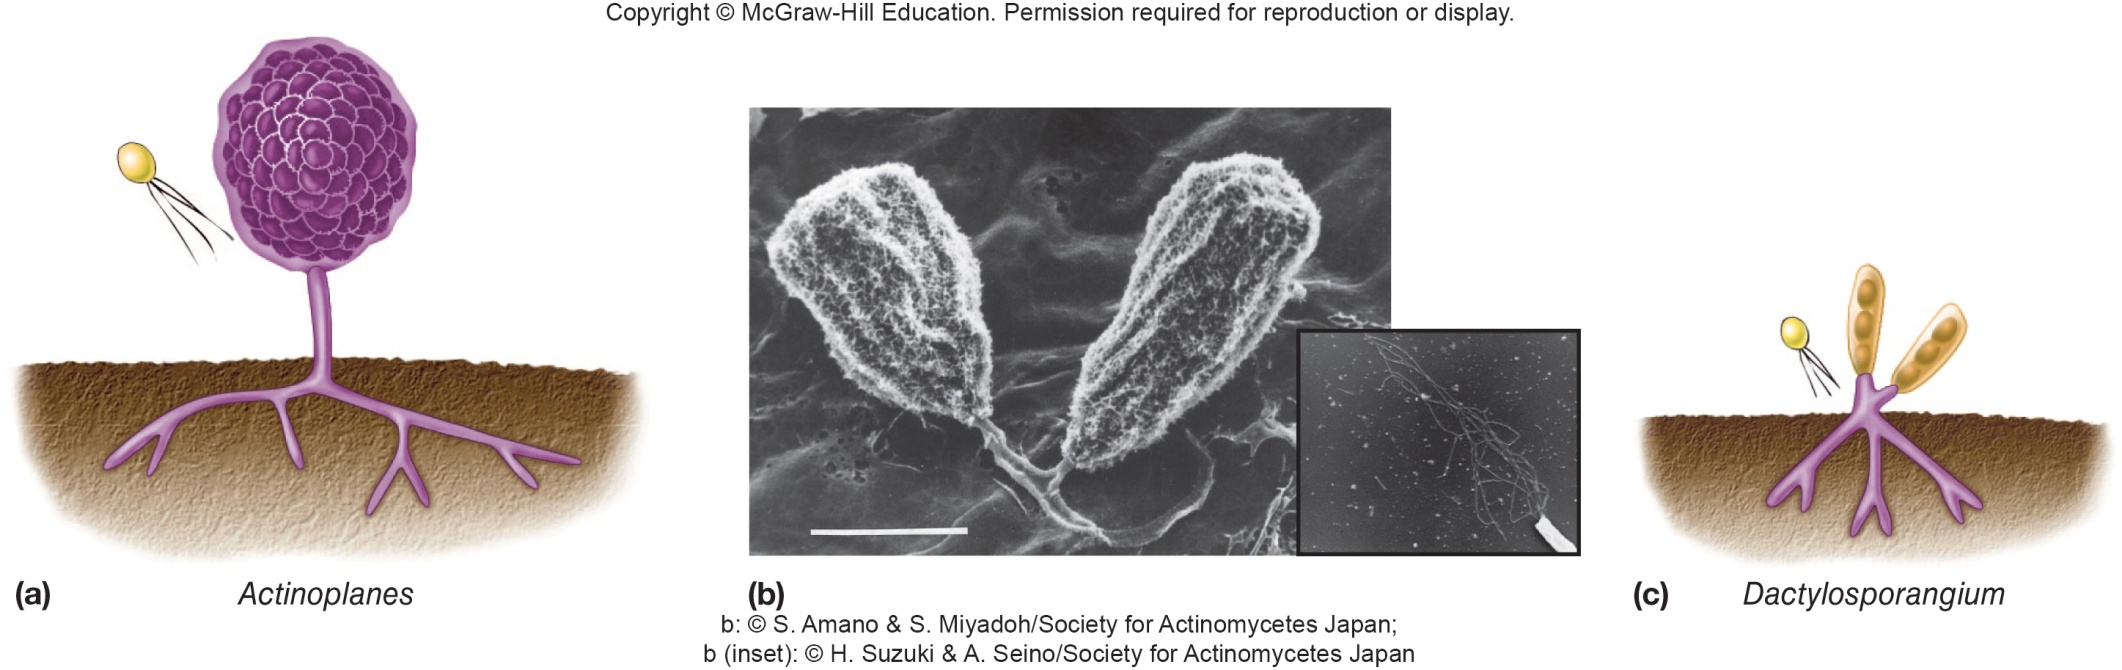 Copyright © McGraw-Hill Education. Permission required for reproduction or display.
(a) Actinoplanes
(b)
(c) Dactylosporangium
b: © S. Amano & S. Miyadoh/Society for Actinomycetes Japan;
b (inset): © H. Suzuki & A. Seino/Society for Actinomycetes Japan